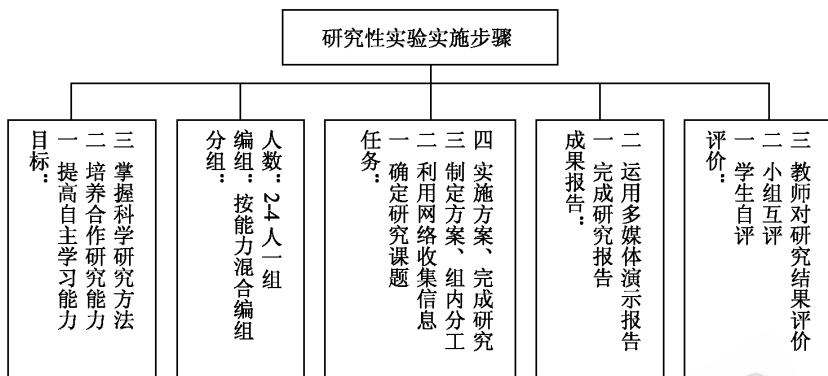 研究性实验实施步骤
目标：
一 提高自主学习能力
二 培养合作研究能力
三 掌握科学研究方法
分组：
编组：按能力混合编组
人数：2-4人一组
任务：
一 确定研究课题
二 利用网络收集信息
三 制定方案、组内分工
四 实施方案、完成研究
成果报告：
一 完成研究报告
二 运用多媒体演示报告
评价：
一 学生自评
二 小组互评
三 教师对研究结果评价